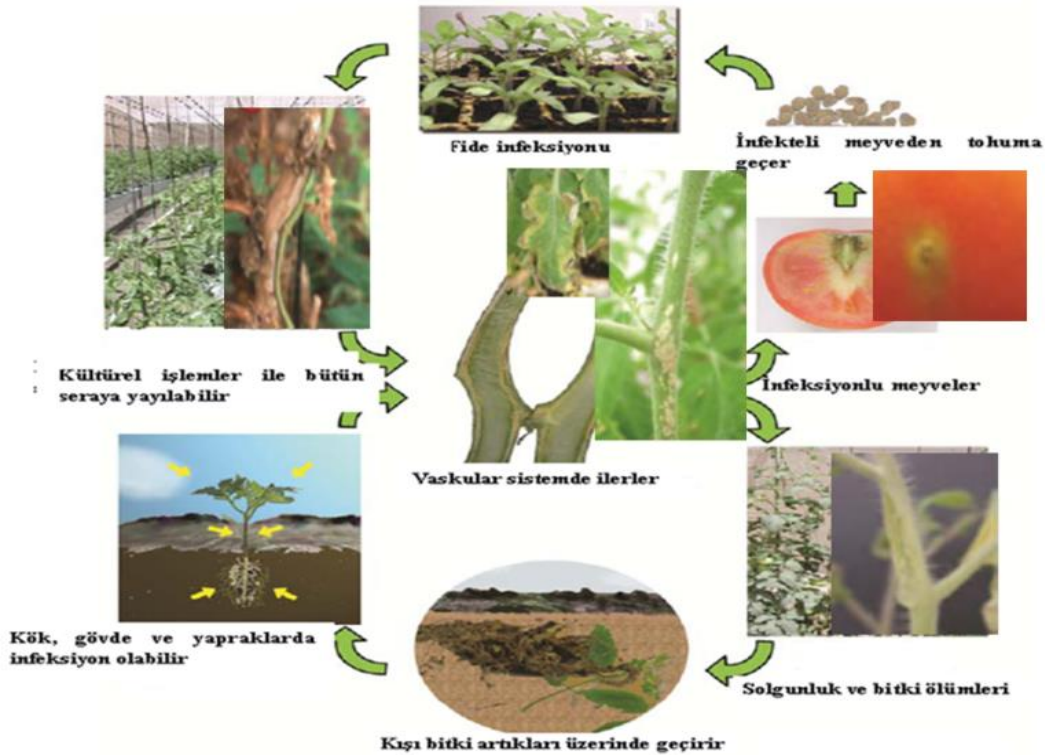 Fide infeksiyonu
İnfekteli meyveden tohuma
geçer
Kültürel işlemler ile bütün
seraya yayılabilir
İnfeksiyonlu meyveler
Vaskular sistemde ilerler
Kök, gövde ve yapraklarda
infeksiyon olabilir
Solgunluk ve bitki ölümleri
Kışı bitki artıkları üzerinde geçirir